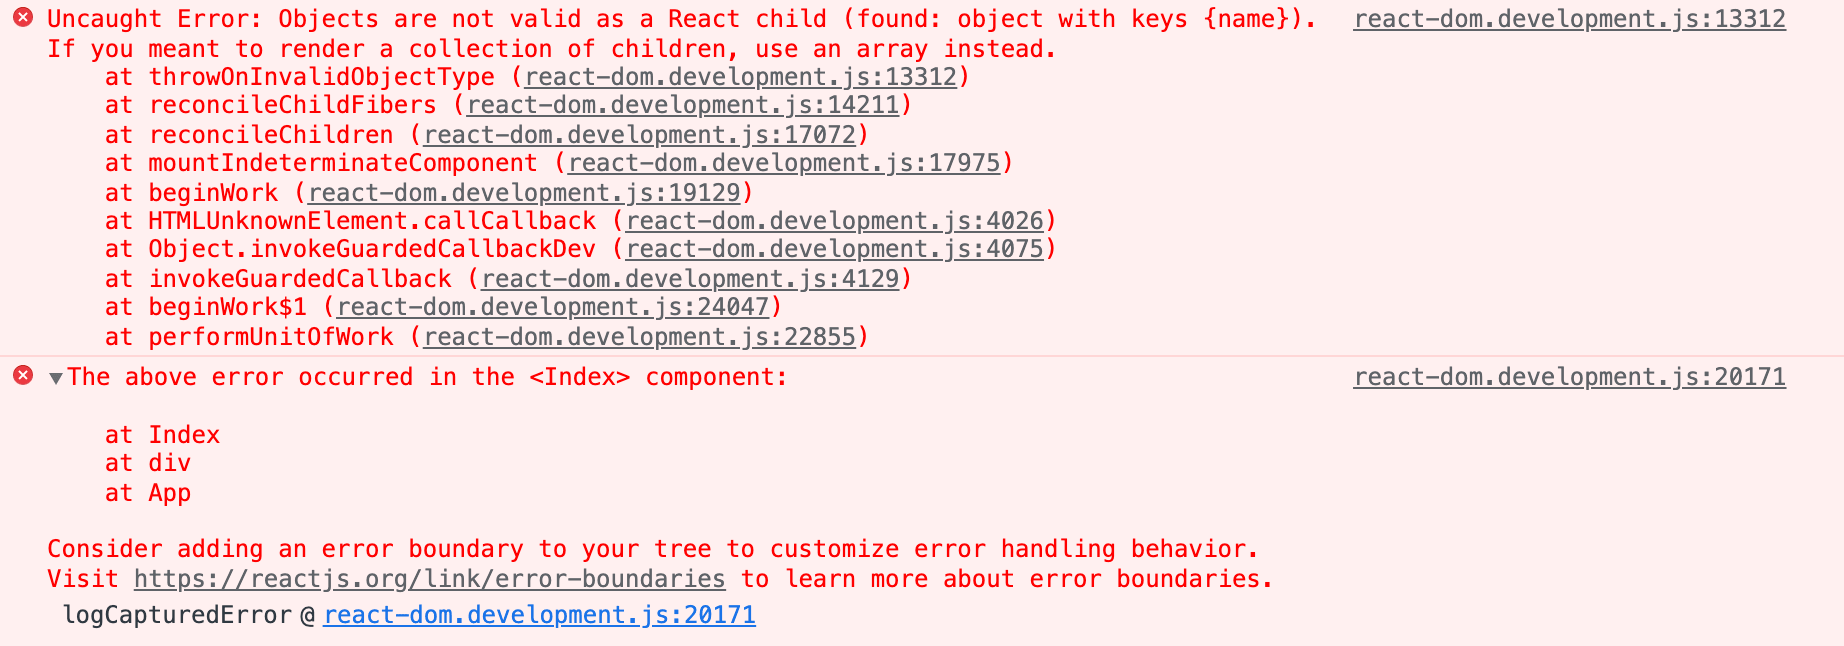 Uncaught Error: Objects are not valid as a React child (found: object with keys {name}). react-dom.development.js:13312
If you meant to render a collection of children, use an array instead.
at throwOnInvalidObjectType (react-dom.development.js:13312)
at reconcileChildFibers (react-dom.development.js:14211)
at reconcileChildren (react-dom.development.js:17072)
at mountIndeterminateComponent (react-dom.development.js:17975)
at beginWork (react-dom.development.js:19129)
at HTMLUnknownElement.callCallback (react-dom.development.js:4026)
at Object.invokeGuardedCallbackDev (react-dom.development.js:4075)
at invokeGuardedCallback (react-dom.development.js:4129)
at beginWork$1 (react-dom.development.js:24047)
at performUnitOfWork (react-dom.development.js:22855)
The above error occurred in the <Index> component: react-dom.development.js:20171
at Index
at div
at App
Consider adding an error boundary to your tree to customize error handling behavior.
Visit https://reactjs.org/link/error-boundaries to learn more about error boundaries.
logCapturedError @ react-dom.development.js:20171